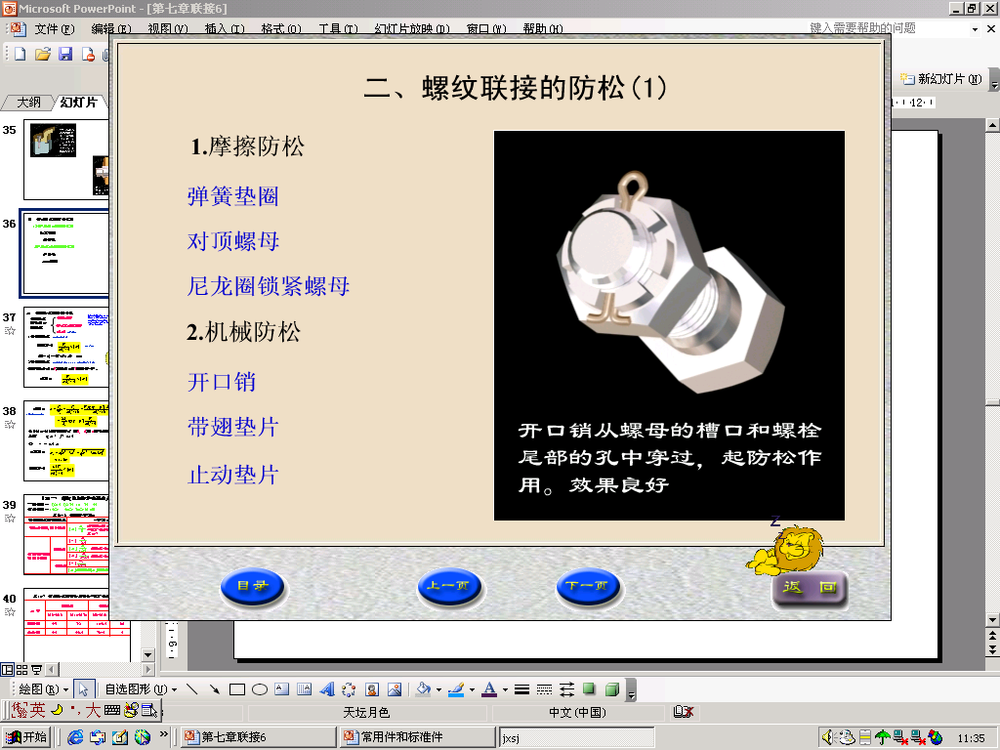 Microsoft PowerPoint - [第七章联接6]
文件(F) 编辑(E) 视图(V) 插入(I) 格式(O) 工具(T) 幻灯片放映(D) 窗口(W) 帮助(H) 键入需要帮助的问题
新幻灯片(N)
大纲 幻灯片
12
二、螺纹联接的防松(1)
1.摩擦防松
弹簧垫圈
对顶螺母
尼龙圈锁紧螺母
2.机械防松
开口销
带翅垫片
止动垫片
开口销从螺母的槽口和螺栓
尾部的孔中穿过，起防松作
用。效果良好
Z
目录 上一页 下一页 返 回
35
36
37
38
39
40
绘图(R) 自选图形(U)
英 大
天坛月色 中文(中国)
开始 第七章联接6 常用件和标准件 jxsj 11:35